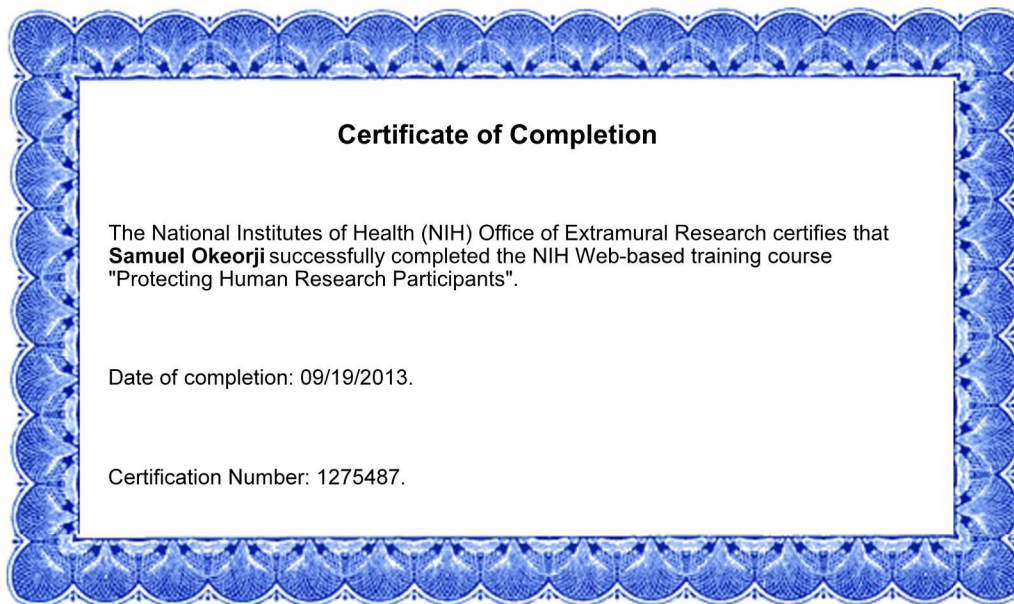 Certificate of Completion
The National Institutes of Health (NIH) Office of Extramural Research certifies that
Samuel Okeorji successfully completed the NIH Web-based training course
"Protecting Human Research Participants".
Date of completion: 09/19/2013.
Certification Number: 1275487.